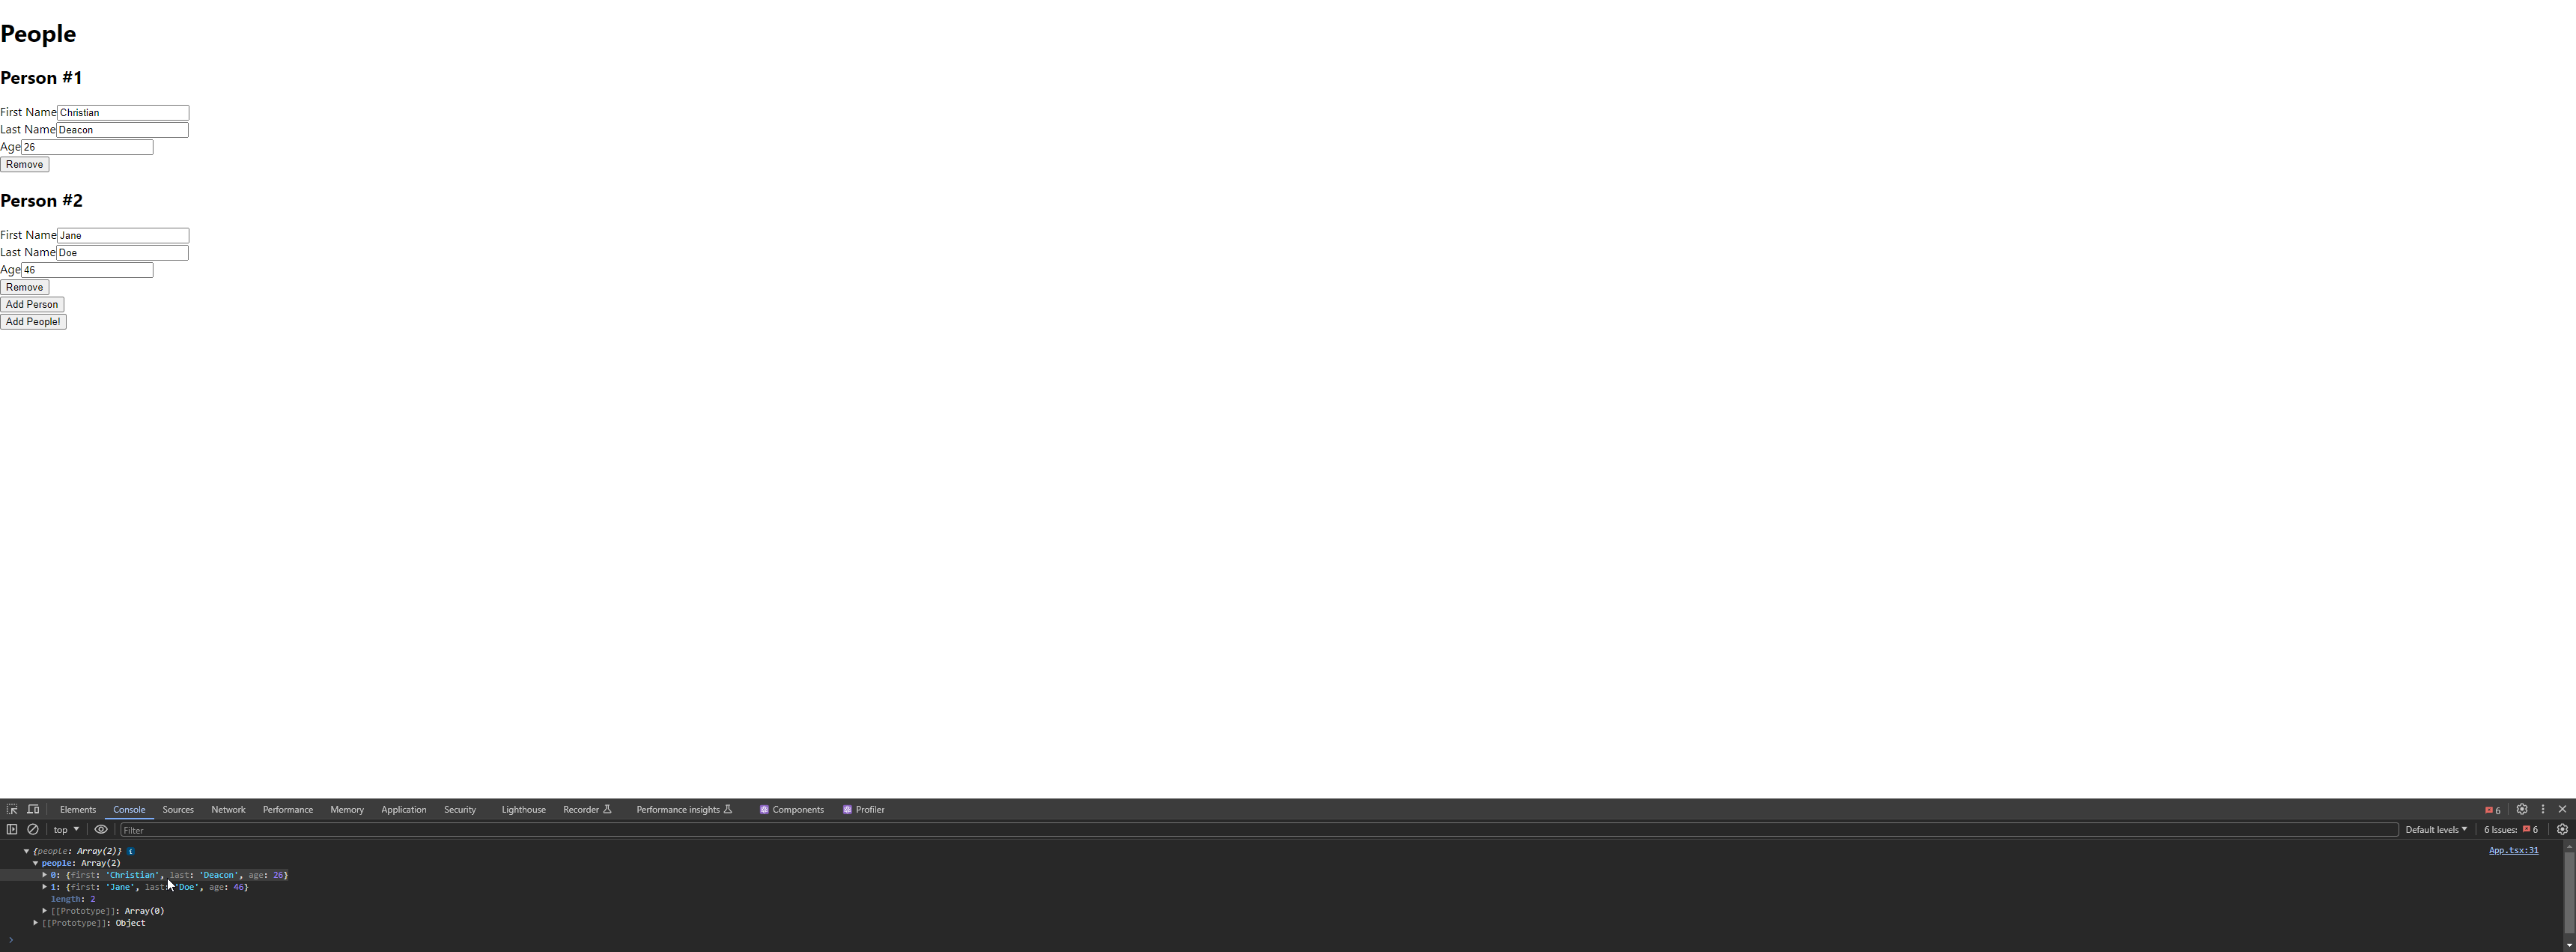 People
Person #1
First Name Christian
Last Name Deacon
Age 26
Remove
Person #2
First Name Jane
Last Name Doe
Age 46
Remove
Add Person
Add People!
Elements Console Sources Network Performance Memory Application Security Lighthouse Recorder Performance insights Components Profiler 6
top Filter Default levels 6 Issues: 6
{people: Array(2)} i App.tsx:31
people: Array(2)
0: {first: 'Christian', last: 'Deacon', age: 26}
1: {first: 'Jane', last: 'Doe', age: 46}
length: 2
[[Prototype]]: Array(0)
[[Prototype]]: Object